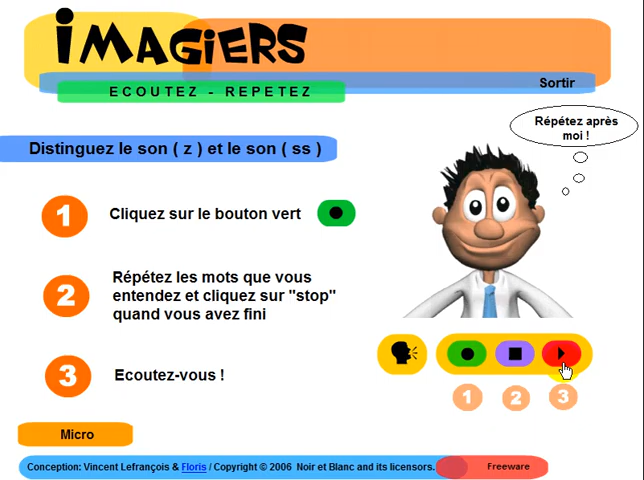 iMAGiERS
Sortir
ECOUTEZ - REPETEZ
Répétez après
moi !
Distinguez le son ( z ) et le son ( ss )
1 Cliquez sur le bouton vert
2 Répétez les mots que vous
entendez et cliquez sur "stop"
quand vous avez fini
3 Ecoutez-vous !
1 2 3
Micro
Conception: Vincent Lefrançois & Floris / Copyright © 2006 Noir et Blanc and its licensors. Freeware